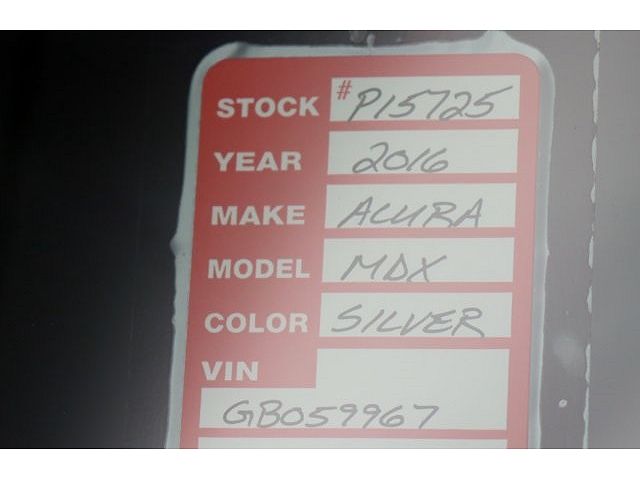 STOCK # P15725
YEAR 2016
MAKE ACURA
MODEL MDX
COLOR SILVER
VIN
GB059967